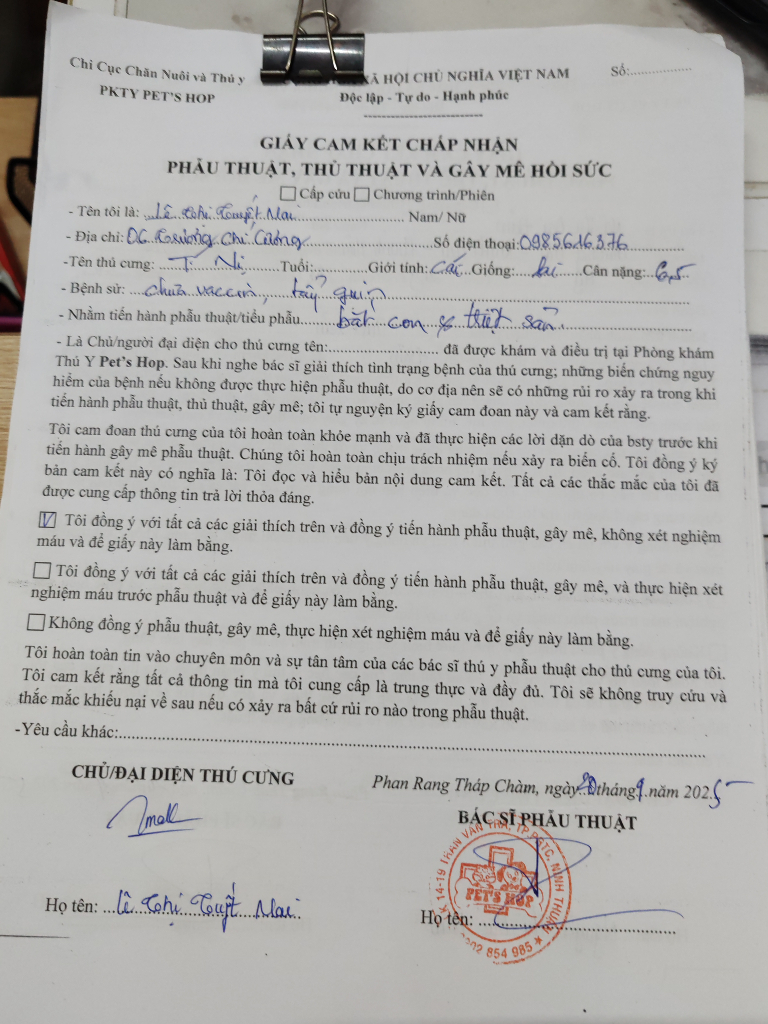 Chi Cục Chăn Nuôi và Thú y
XÃ HỘI CHỦ NGHĨA VIỆT NAM
Số:................
PKTY PET'S HOP
Độc lập - Tự do - Hạnh phúc
GIẤY CAM KẾT CHẤP NHẬN
PHẪU THUẬT, THỦ THUẬT VÀ GÂY MÊ HỒI SỨC
☐ Cấp cứu ☐ Chương trình/Phiên
- Tên tôi là: Lê Thị Tuyết Mai Nam/ Nữ
- Địa chỉ: Trường Chí Cương Số điện thoại: 0985616376
-Tên thú cưng: Ni Tuổi:............ Giới tính: Cái Giống: lai Cân nặng: 6,5
- Bệnh sử: chưa vaccin, tẩy giun
- Nhằm tiến hành phẫu thuật/tiểu phẫu bắt con & triệt sản.
- Là Chủ/người đại diện cho thú cưng tên:........................ đã được khám và điều trị tại Phòng khám
Thú Y Pet's Hop. Sau khi nghe bác sĩ giải thích tình trạng bệnh của thú cưng; những biến chứng nguy
hiểm của bệnh nếu không được thực hiện phẫu thuật, do cơ địa nên sẽ có những rủi ro xảy ra trong khi
tiến hành phẫu thuật, thủ thuật, gây mê; tôi tự nguyện ký giấy cam đoan này và cam kết rằng.
Tôi cam đoan thú cưng của tôi hoàn toàn khỏe mạnh và đã thực hiện các lời dặn dò của bsty trước khi
tiến hành gây mê phẫu thuật. Chúng tôi hoàn toàn chịu trách nhiệm nếu xảy ra biến cố. Tôi đồng ý ký
bản cam kết này có nghĩa là: Tôi đọc và hiểu bản nội dung cam kết. Tất cả các thắc mắc của tôi đã
được cung cấp thông tin trả lời thỏa đáng.
☑ Tôi đồng ý với tất cả các giải thích trên và đồng ý tiến hành phẫu thuật, gây mê, không xét nghiệm
máu và để giấy này làm bằng.
☐ Tôi đồng ý với tất cả các giải thích trên và đồng ý tiến hành phẫu thuật, gây mê, và thực hiện xét
nghiệm máu trước phẫu thuật và để giấy này làm bằng.
☐ Không đồng ý phẫu thuật, gây mê, thực hiện xét nghiệm máu và để giấy này làm bằng.
Tôi hoàn toàn tin vào chuyên môn và sự tân tâm của các bác sĩ thú y phẫu thuật cho thú cưng của tôi.
Tôi cam kết rằng tất cả thông tin mà tôi cung cấp là trung thực và đầy đủ. Tôi sẽ không truy cứu và
thắc mắc khiếu nại về sau nếu có xảy ra bất cứ rủi ro nào trong phẫu thuật.
-Yêu cầu khác:........................
CHỦ/ĐẠI DIỆN THÚ CƯNG
Phan Rang Tháp Chàm, ngày 20 tháng 9 năm 2025
BÁC SĨ PHẪU THUẬT
14-19 TRẦN VĂN TRÀ, TP.PRTC, NINH THUẬN
PET'S HOP
854 985
Họ tên: Lê Thị Tuyết Mai
Họ tên: ........................